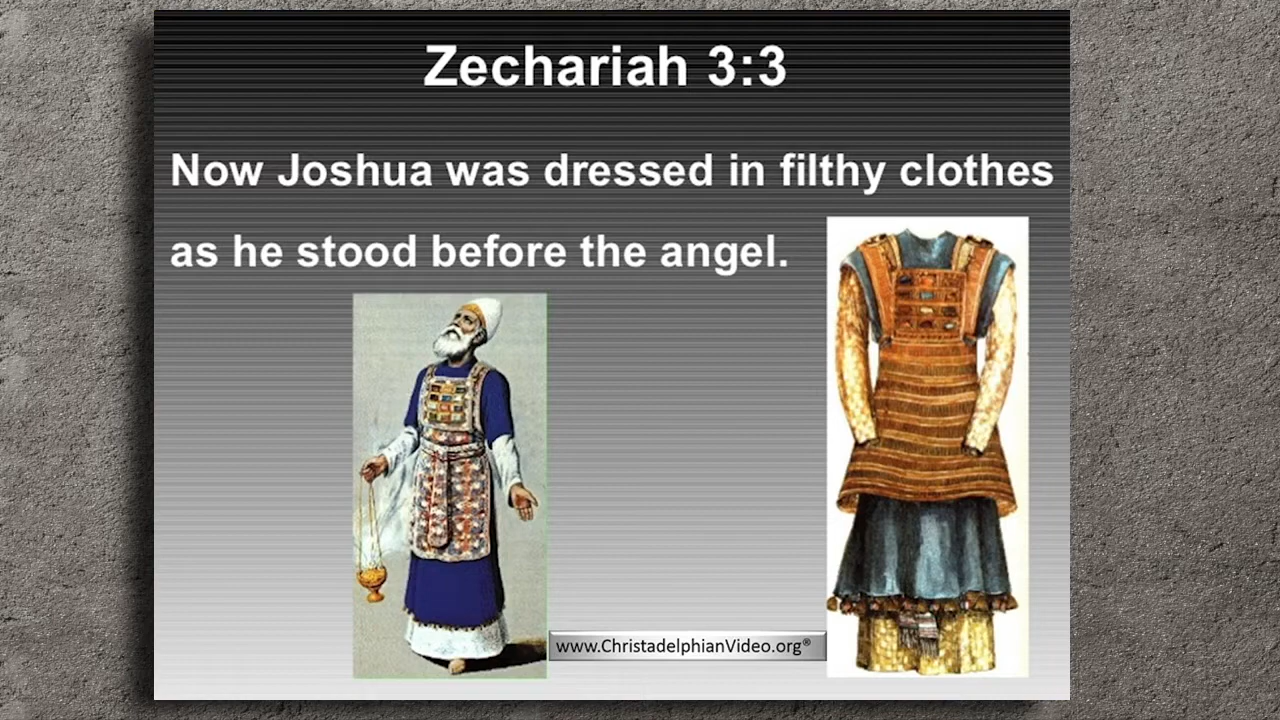 Zechariah 3:3
Now Joshua was dressed in filthy clothes
as he stood before the angel.
www.ChristadelphianVideo.org®